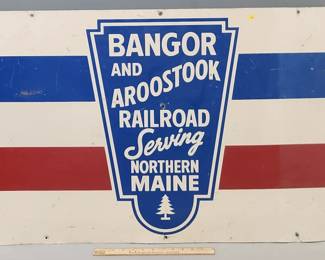 BANGOR
AND
AROOSTOOK
RAILROAD
Serving
NORTHERN
MAINE